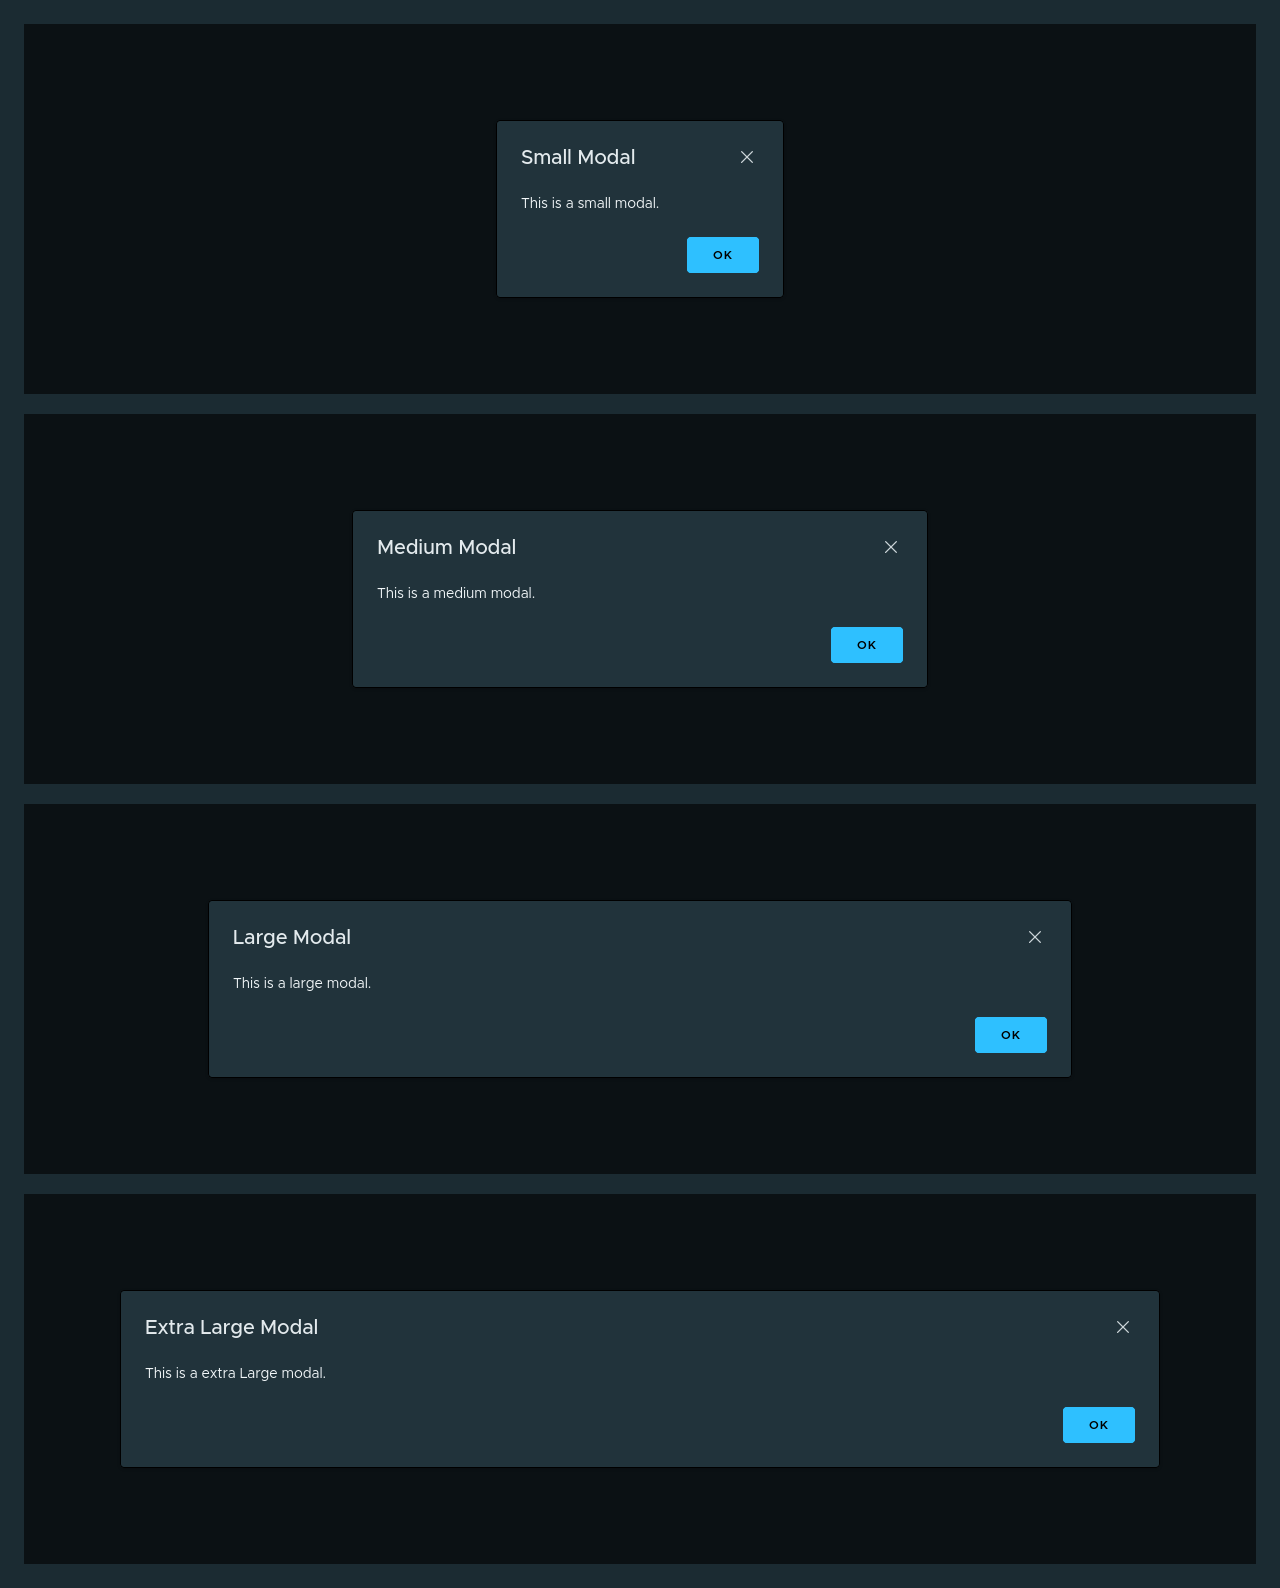 Small Modal
This is a small modal.
OK
Medium Modal
This is a medium modal.
OK
Large Modal
This is a large modal.
OK
Extra Large Modal
This is a extra Large modal.
OK